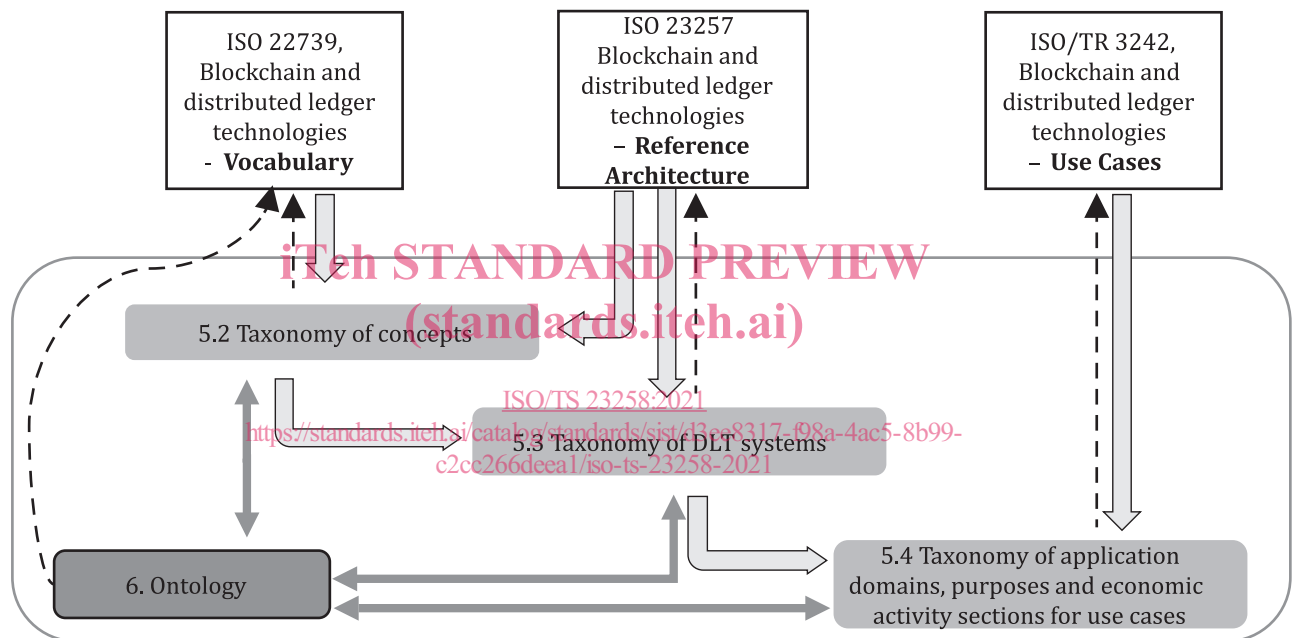 ISO 22739,
Blockchain and
distributed ledger
technologies
- Vocabulary
ISO 23257
Blockchain and
distributed ledger
technologies
– Reference
Architecture
ISO/TR 3242,
Blockchain and
distributed ledger
technologies
– Use Cases
iTeh STANDARD PREVIEW
(standards.iteh.ai)
5.2 Taxonomy of concepts
ISO/TS 23258:2021
https://standards.iteh.ai/catalog/standards/sist/d3ee8317-f98a-4ac5-8b99-
c2cc266deea1/iso-ts-23258-2021
5.3 Taxonomy of DLT systems
5.4 Taxonomy of application
domains, purposes and economic
activity sections for use cases
6. Ontology